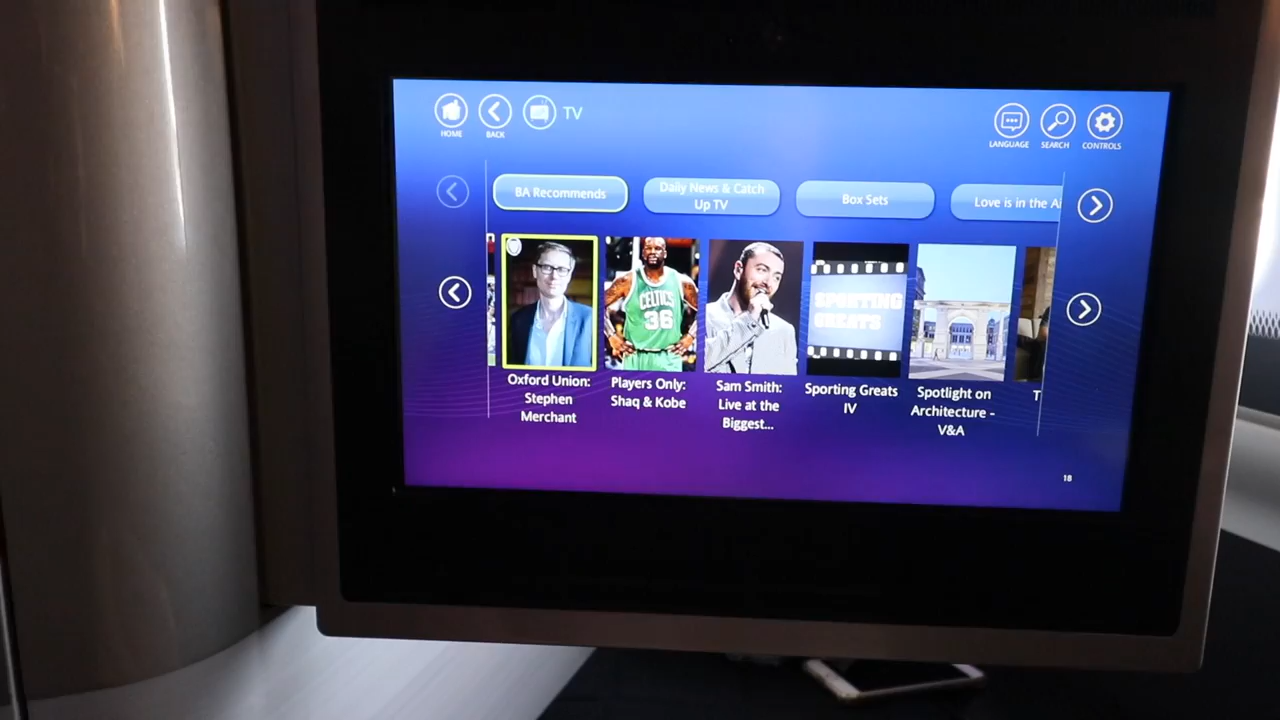 TV
HOME
BACK
LANGUAGE
SEARCH
CONTROLS
BA Recommends
Daily News & Catch
Up TV
Box Sets
Love is in the Ai
CELTICS
36
SPORTING
GREATS
Oxford Union:
Stephen
Merchant
Players Only:
Shaq & Kobe
Sam Smith:
Live at the
Biggest...
Sporting Greats
IV
Spotlight on
Architecture -
V&A
T
18